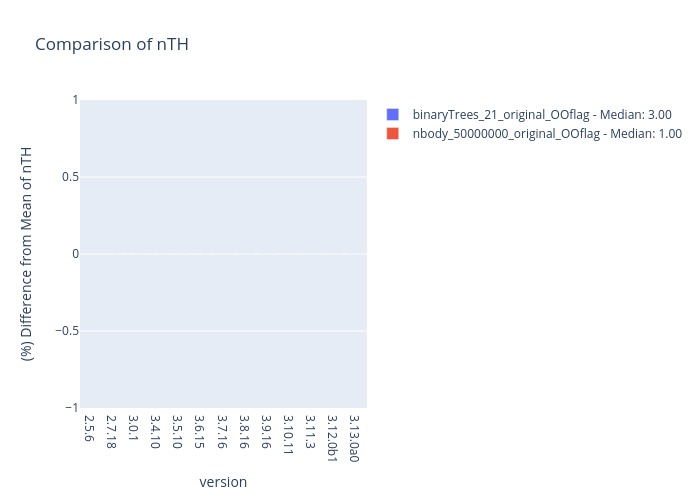 Comparison of nTH
binaryTrees_21_original_OOflag - Median: 3.00
nbody_50000000_original_OOflag - Median: 1.00
(%) Difference from Mean of nTH
1
0.5
0
−0.5
−1
2.5.6
2.7.18
3.0.1
3.4.10
3.5.10
3.6.15
3.7.16
3.8.16
3.9.16
3.10.11
3.11.3
3.12.0b1
3.13.0a0
version